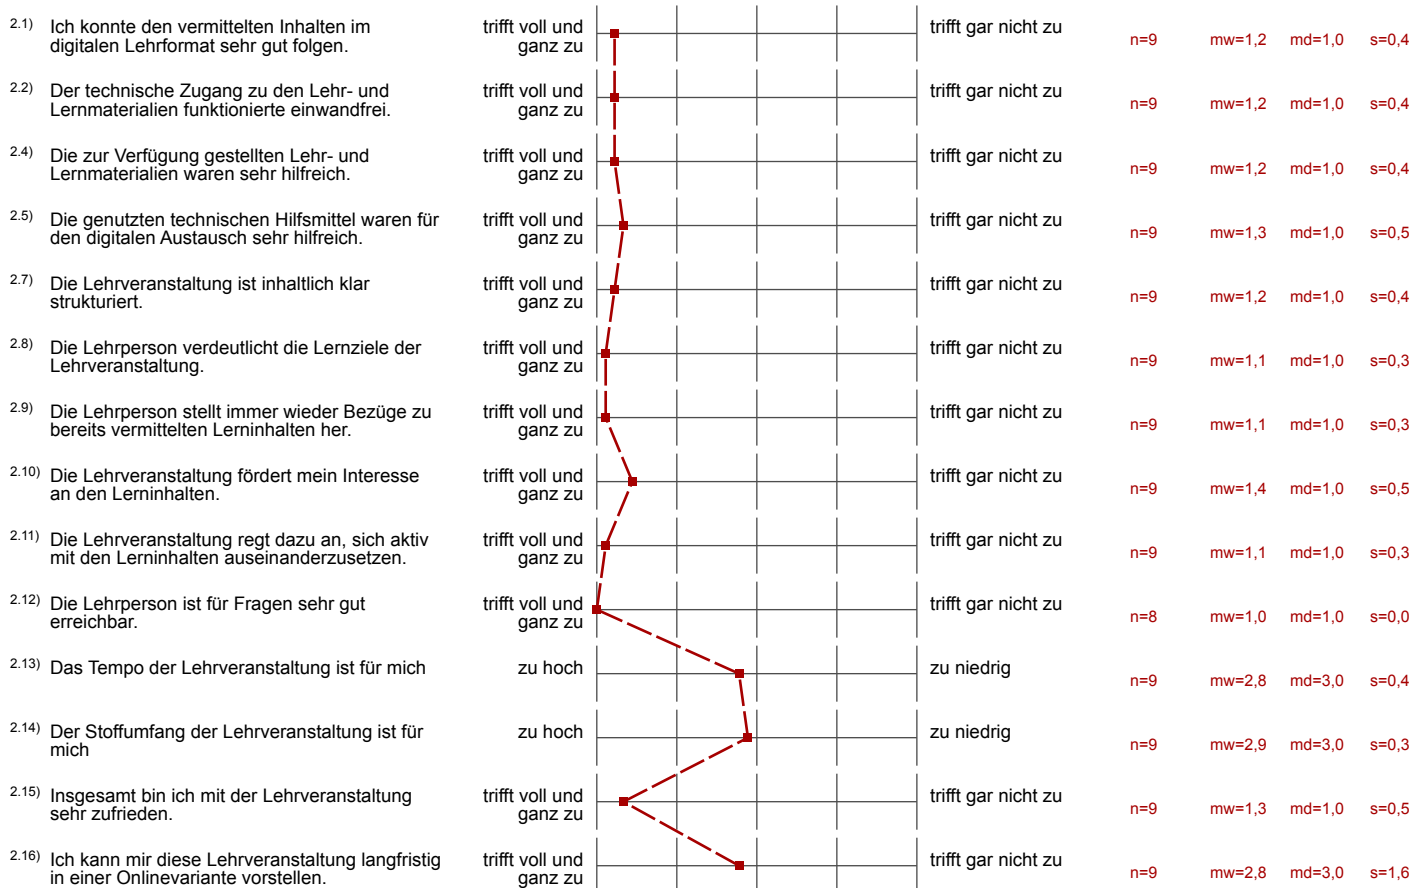 2.1) Ich konnte den vermittelten Inhalten im trifft voll und trifft gar nicht zu
digitalen Lehrformat sehr gut folgen. ganz zu n=9 mw=1,2 md=1,0 s=0,4
2.2) Der technische Zugang zu den Lehr- und trifft voll und trifft gar nicht zu
Lernmaterialien funktionierte einwandfrei. ganz zu n=9 mw=1,2 md=1,0 s=0,4
2.4) Die zur Verfügung gestellten Lehr- und trifft voll und trifft gar nicht zu
Lernmaterialien waren sehr hilfreich. ganz zu n=9 mw=1,2 md=1,0 s=0,4
2.5) Die genutzten technischen Hilfsmittel waren für trifft voll und trifft gar nicht zu
den digitalen Austausch sehr hilfreich. ganz zu n=9 mw=1,3 md=1,0 s=0,5
2.7) Die Lehrveranstaltung ist inhaltlich klar trifft voll und trifft gar nicht zu
strukturiert. ganz zu n=9 mw=1,2 md=1,0 s=0,4
2.8) Die Lehrperson verdeutlicht die Lernziele der trifft voll und trifft gar nicht zu
Lehrveranstaltung. ganz zu n=9 mw=1,1 md=1,0 s=0,3
2.9) Die Lehrperson stellt immer wieder Bezüge zu trifft voll und trifft gar nicht zu
bereits vermittelten Lerninhalten her. ganz zu n=9 mw=1,1 md=1,0 s=0,3
2.10) Die Lehrveranstaltung fördert mein Interesse trifft voll und trifft gar nicht zu
an den Lerninhalten. ganz zu n=9 mw=1,4 md=1,0 s=0,5
2.11) Die Lehrveranstaltung regt dazu an, sich aktiv trifft voll und trifft gar nicht zu
mit den Lerninhalten auseinanderzusetzen. ganz zu n=9 mw=1,1 md=1,0 s=0,3
2.12) Die Lehrperson ist für Fragen sehr gut trifft voll und trifft gar nicht zu
erreichbar. ganz zu n=8 mw=1,0 md=1,0 s=0,0
2.13) Das Tempo der Lehrveranstaltung ist für mich zu hoch zu niedrig
n=9 mw=2,8 md=3,0 s=0,4
2.14) Der Stoffumfang der Lehrveranstaltung ist für zu hoch zu niedrig
mich n=9 mw=2,9 md=3,0 s=0,3
2.15) Insgesamt bin ich mit der Lehrveranstaltung trifft voll und trifft gar nicht zu
sehr zufrieden. ganz zu n=9 mw=1,3 md=1,0 s=0,5
2.16) Ich kann mir diese Lehrveranstaltung langfristig trifft voll und trifft gar nicht zu
in einer Onlinevariante vorstellen. ganz zu n=9 mw=2,8 md=3,0 s=1,6